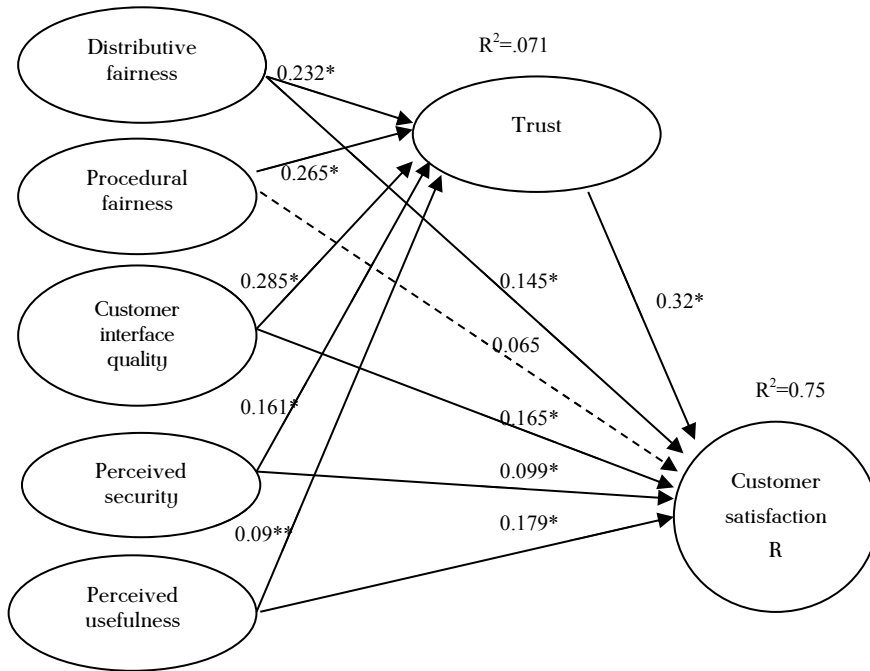 Distributive
fairness
R²=.071
0.232*
Trust
Procedural
fairness
0.265*
Customer
interface
quality
0.285*
0.145*
0.32*
0.065
R²=0.75
0.161*
0.165*
Perceived
security
0.099*
Customer
satisfaction
R
0.09**
0.179*
Perceived
usefulness